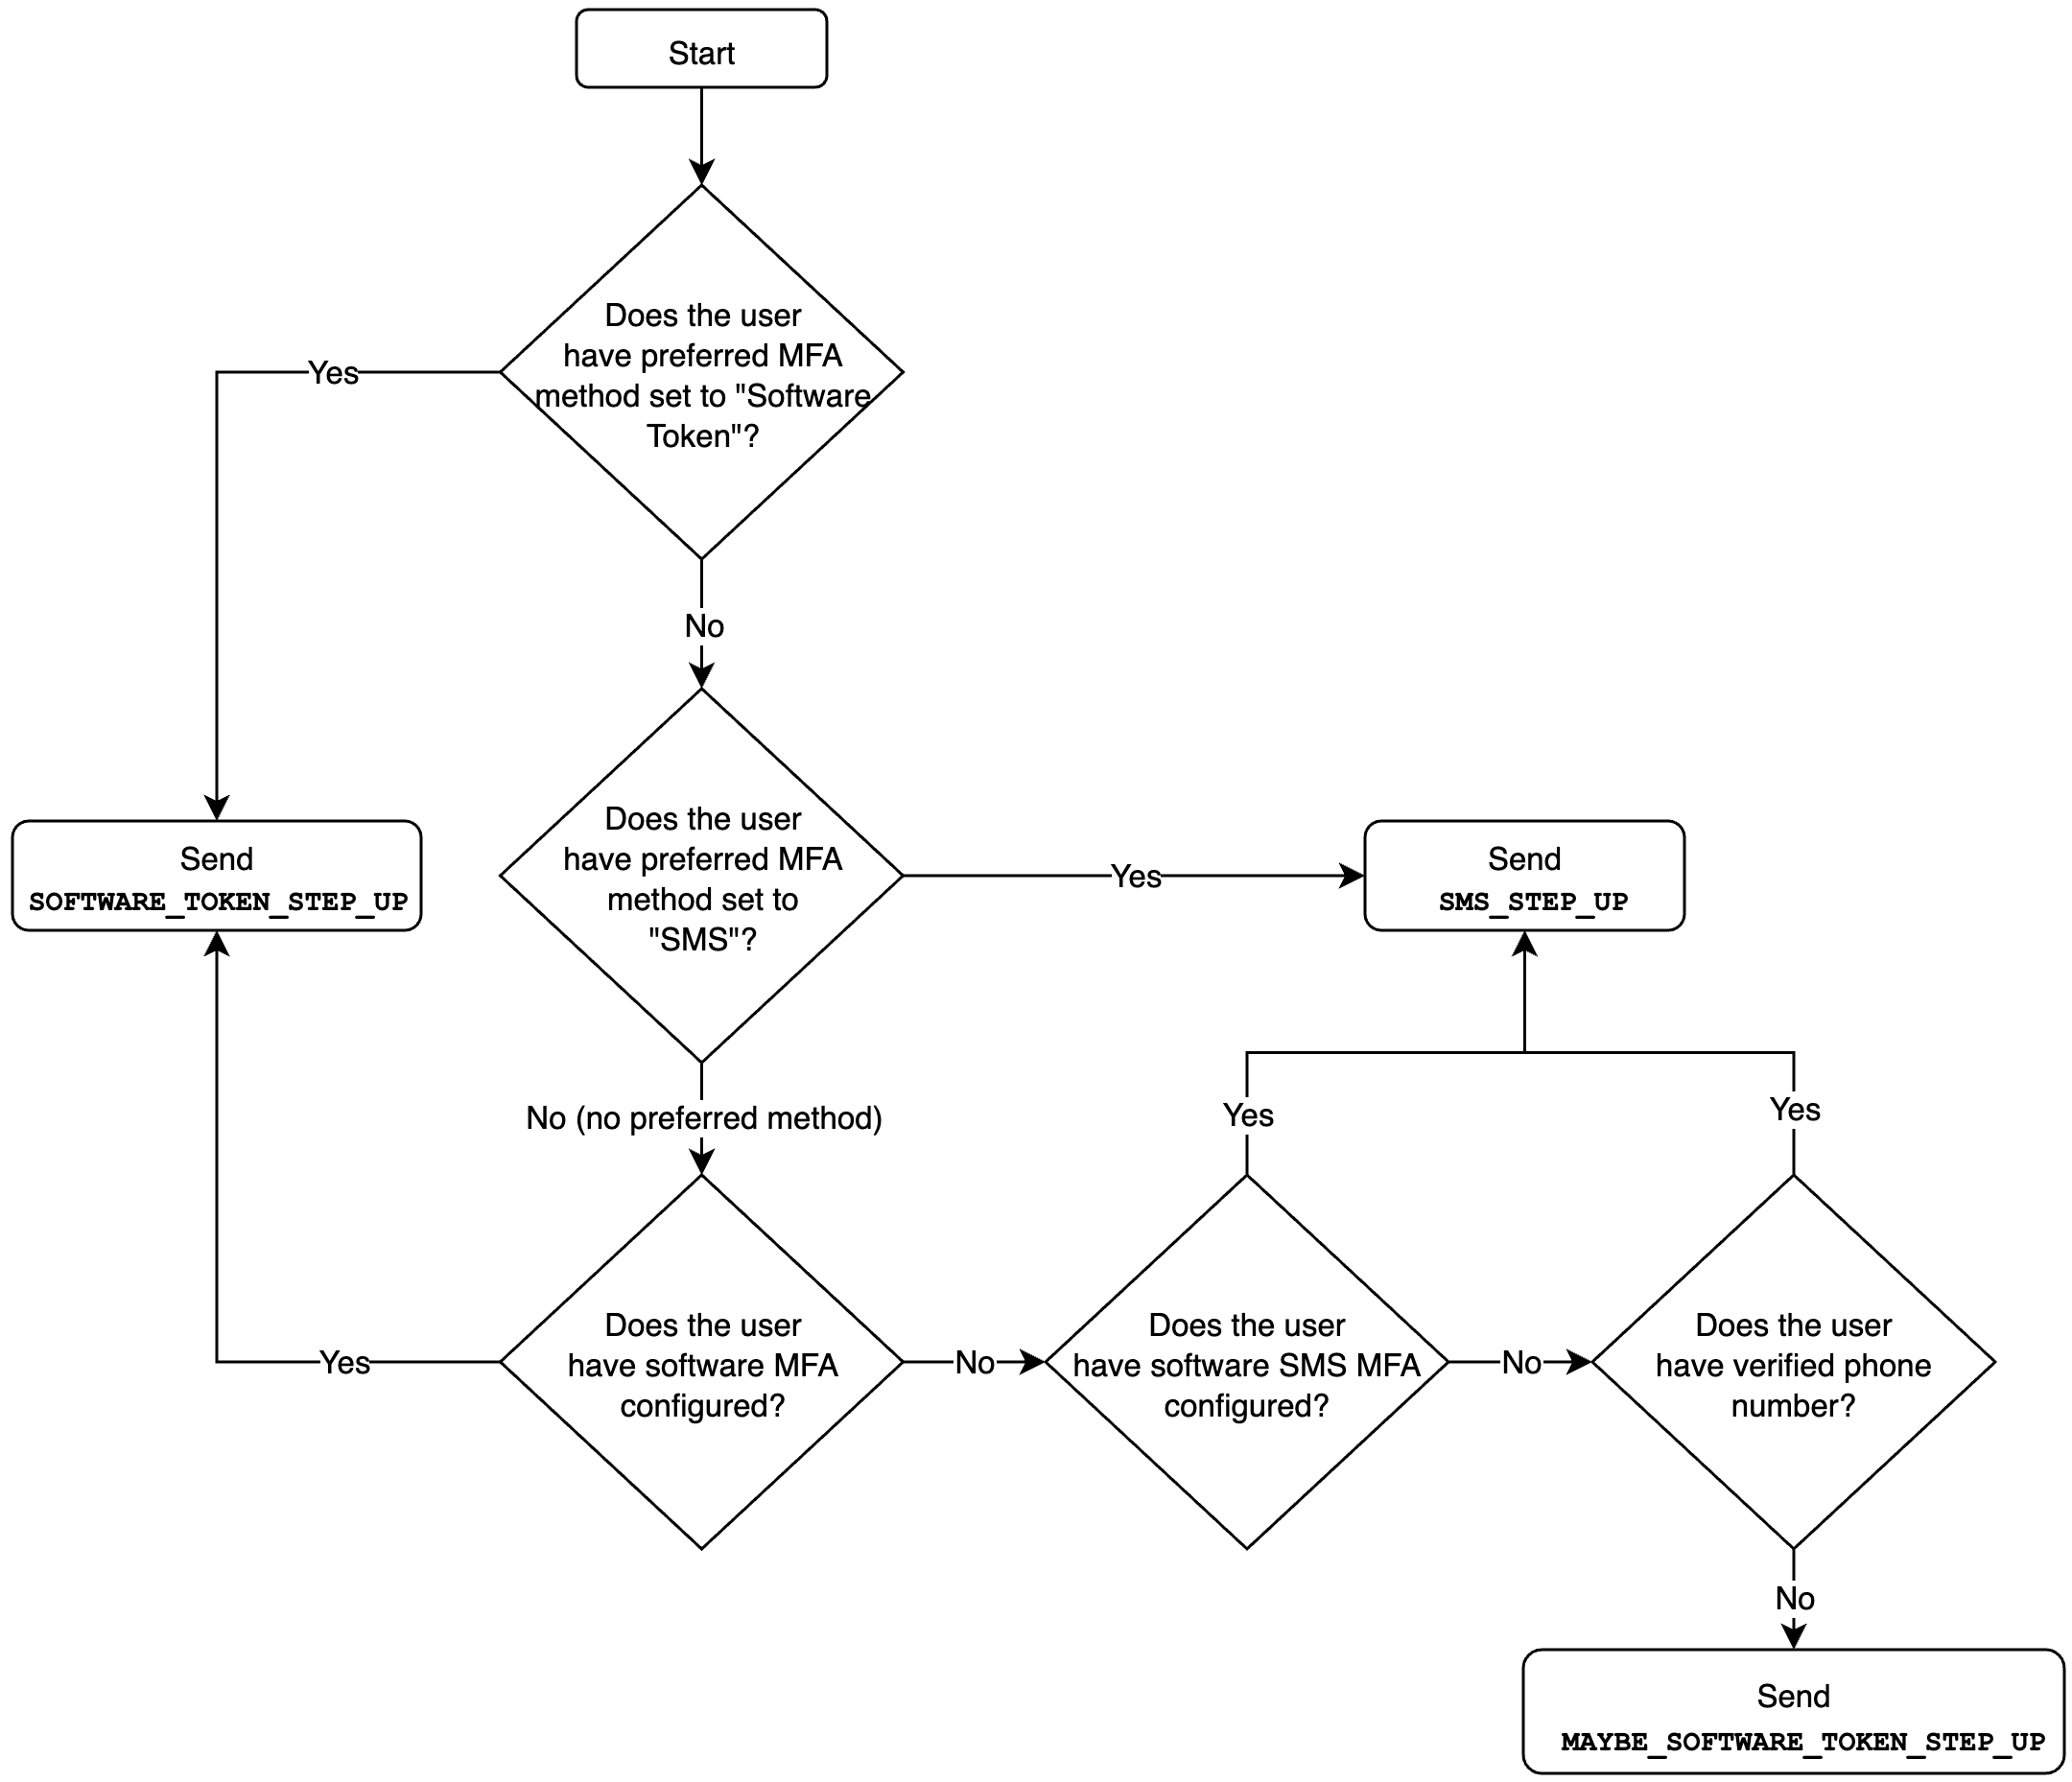 Start
Does the user
have preferred MFA
method set to "Software
Token"?
Yes
No
Does the user
have preferred MFA
method set to
"SMS"?
Send
SOFTWARE_TOKEN_STEP_UP
Yes
Send
SMS_STEP_UP
No (no preferred method)
Yes
Yes
Does the user
have software MFA
configured?
Yes
No
Does the user
have software SMS MFA
configured?
No
Does the user
have verified phone
number?
No
Send
MAYBE_SOFTWARE_TOKEN_STEP_UP